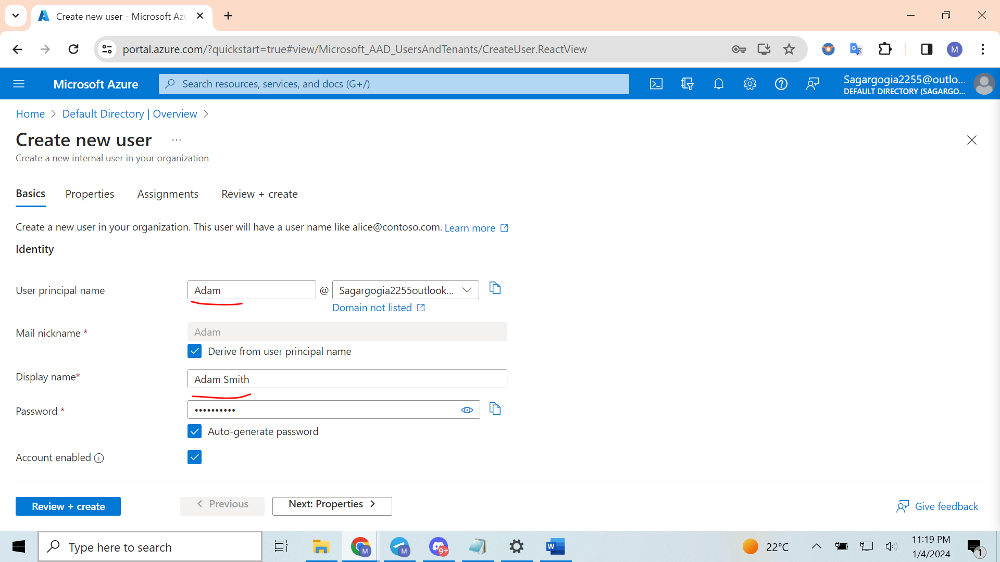 Create new user - Microsoft Azu
portal.azure.com/?quickstart=true#view/Microsoft_AAD_UsersAndTenants/CreateUser.ReactView
M
Microsoft Azure
Search resources, services, and docs (G+/)
Sagargogia2255@outlo...
DEFAULT DIRECTORY (SAGARGO...
Home > Default Directory | Overview >
Create new user ...
Create a new internal user in your organization
Basics Properties Assignments Review + create
Create a new user in your organization. This user will have a user name like alice@contoso.com. Learn more
Identity
User principal name Adam @ Sagargogia2255outlook...
Domain not listed
Mail nickname * Adam
Derive from user principal name
Display name* Adam Smith
Password * ••••••••••
Auto-generate password
Account enabled
Review + create < Previous Next: Properties > Give feedback
Type here to search
M M 9+ W
22°C
11:19 PM
1/4/2024
1